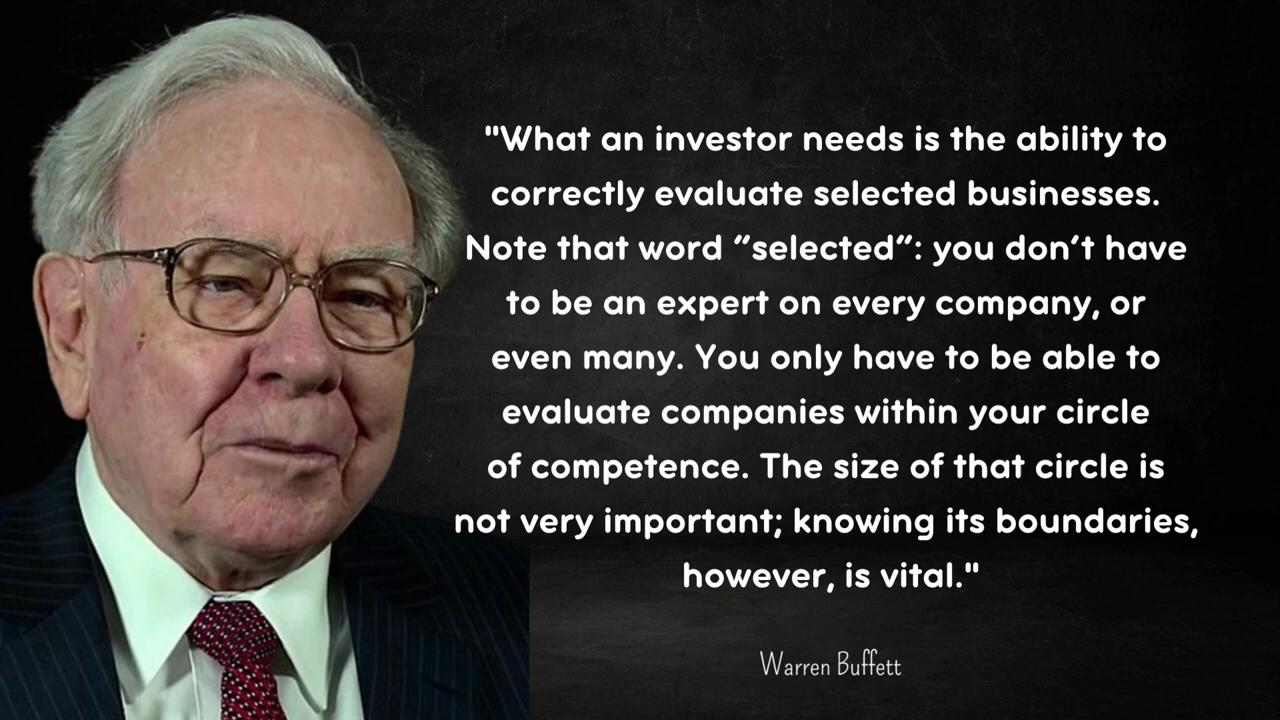 "What an investor needs is the ability to
correctly evaluate selected businesses.
Note that word “selected”: you don’t have
to be an expert on every company, or
even many. You only have to be able to
evaluate companies within your circle
of competence. The size of that circle is
not very important; knowing its boundaries,
however, is vital."
Warren Buffett